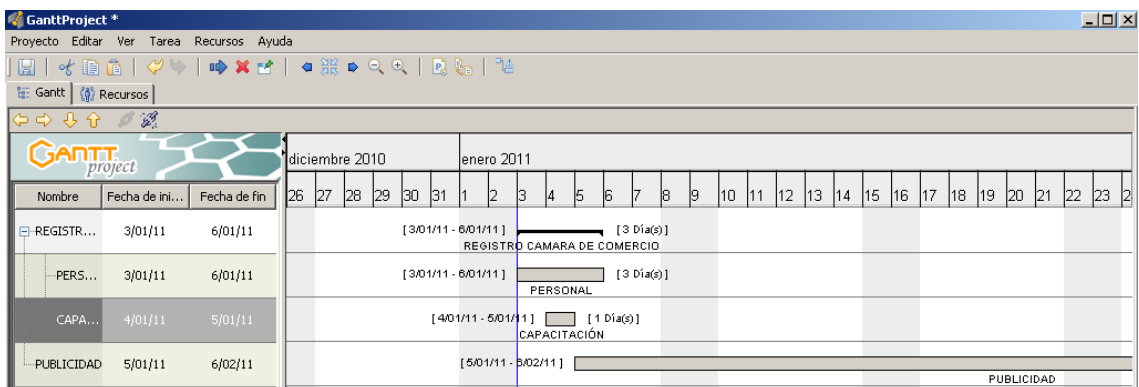 GanttProject *
Proyecto Editar Ver Tarea Recursos Ayuda
Gantt Recursos
GANTT project
diciembre 2010 enero 2011
Nombre Fecha de ini... Fecha de fin 26 27 28 29 30 31 1 2 3 4 5 6 7 8 9 10 11 12 13 14 15 16 17 18 19 20 21 22 23 2
REGISTR... 3/01/11 6/01/11 [ 3/01/11 - 6/01/11 ] [ 3 Día(s) ]
REGISTRO CAMARA DE COMERCIO
PERS... 3/01/11 6/01/11 [ 3/01/11 - 6/01/11 ] [ 3 Día(s) ]
PERSONAL
CAPA... 4/01/11 5/01/11 [ 4/01/11 - 5/01/11 ] [ 1 Día(s) ]
CAPACITACIÓN
PUBLICIDAD 5/01/11 6/02/11 [ 5/01/11 - 6/02/11 ]
PUBLICIDAD